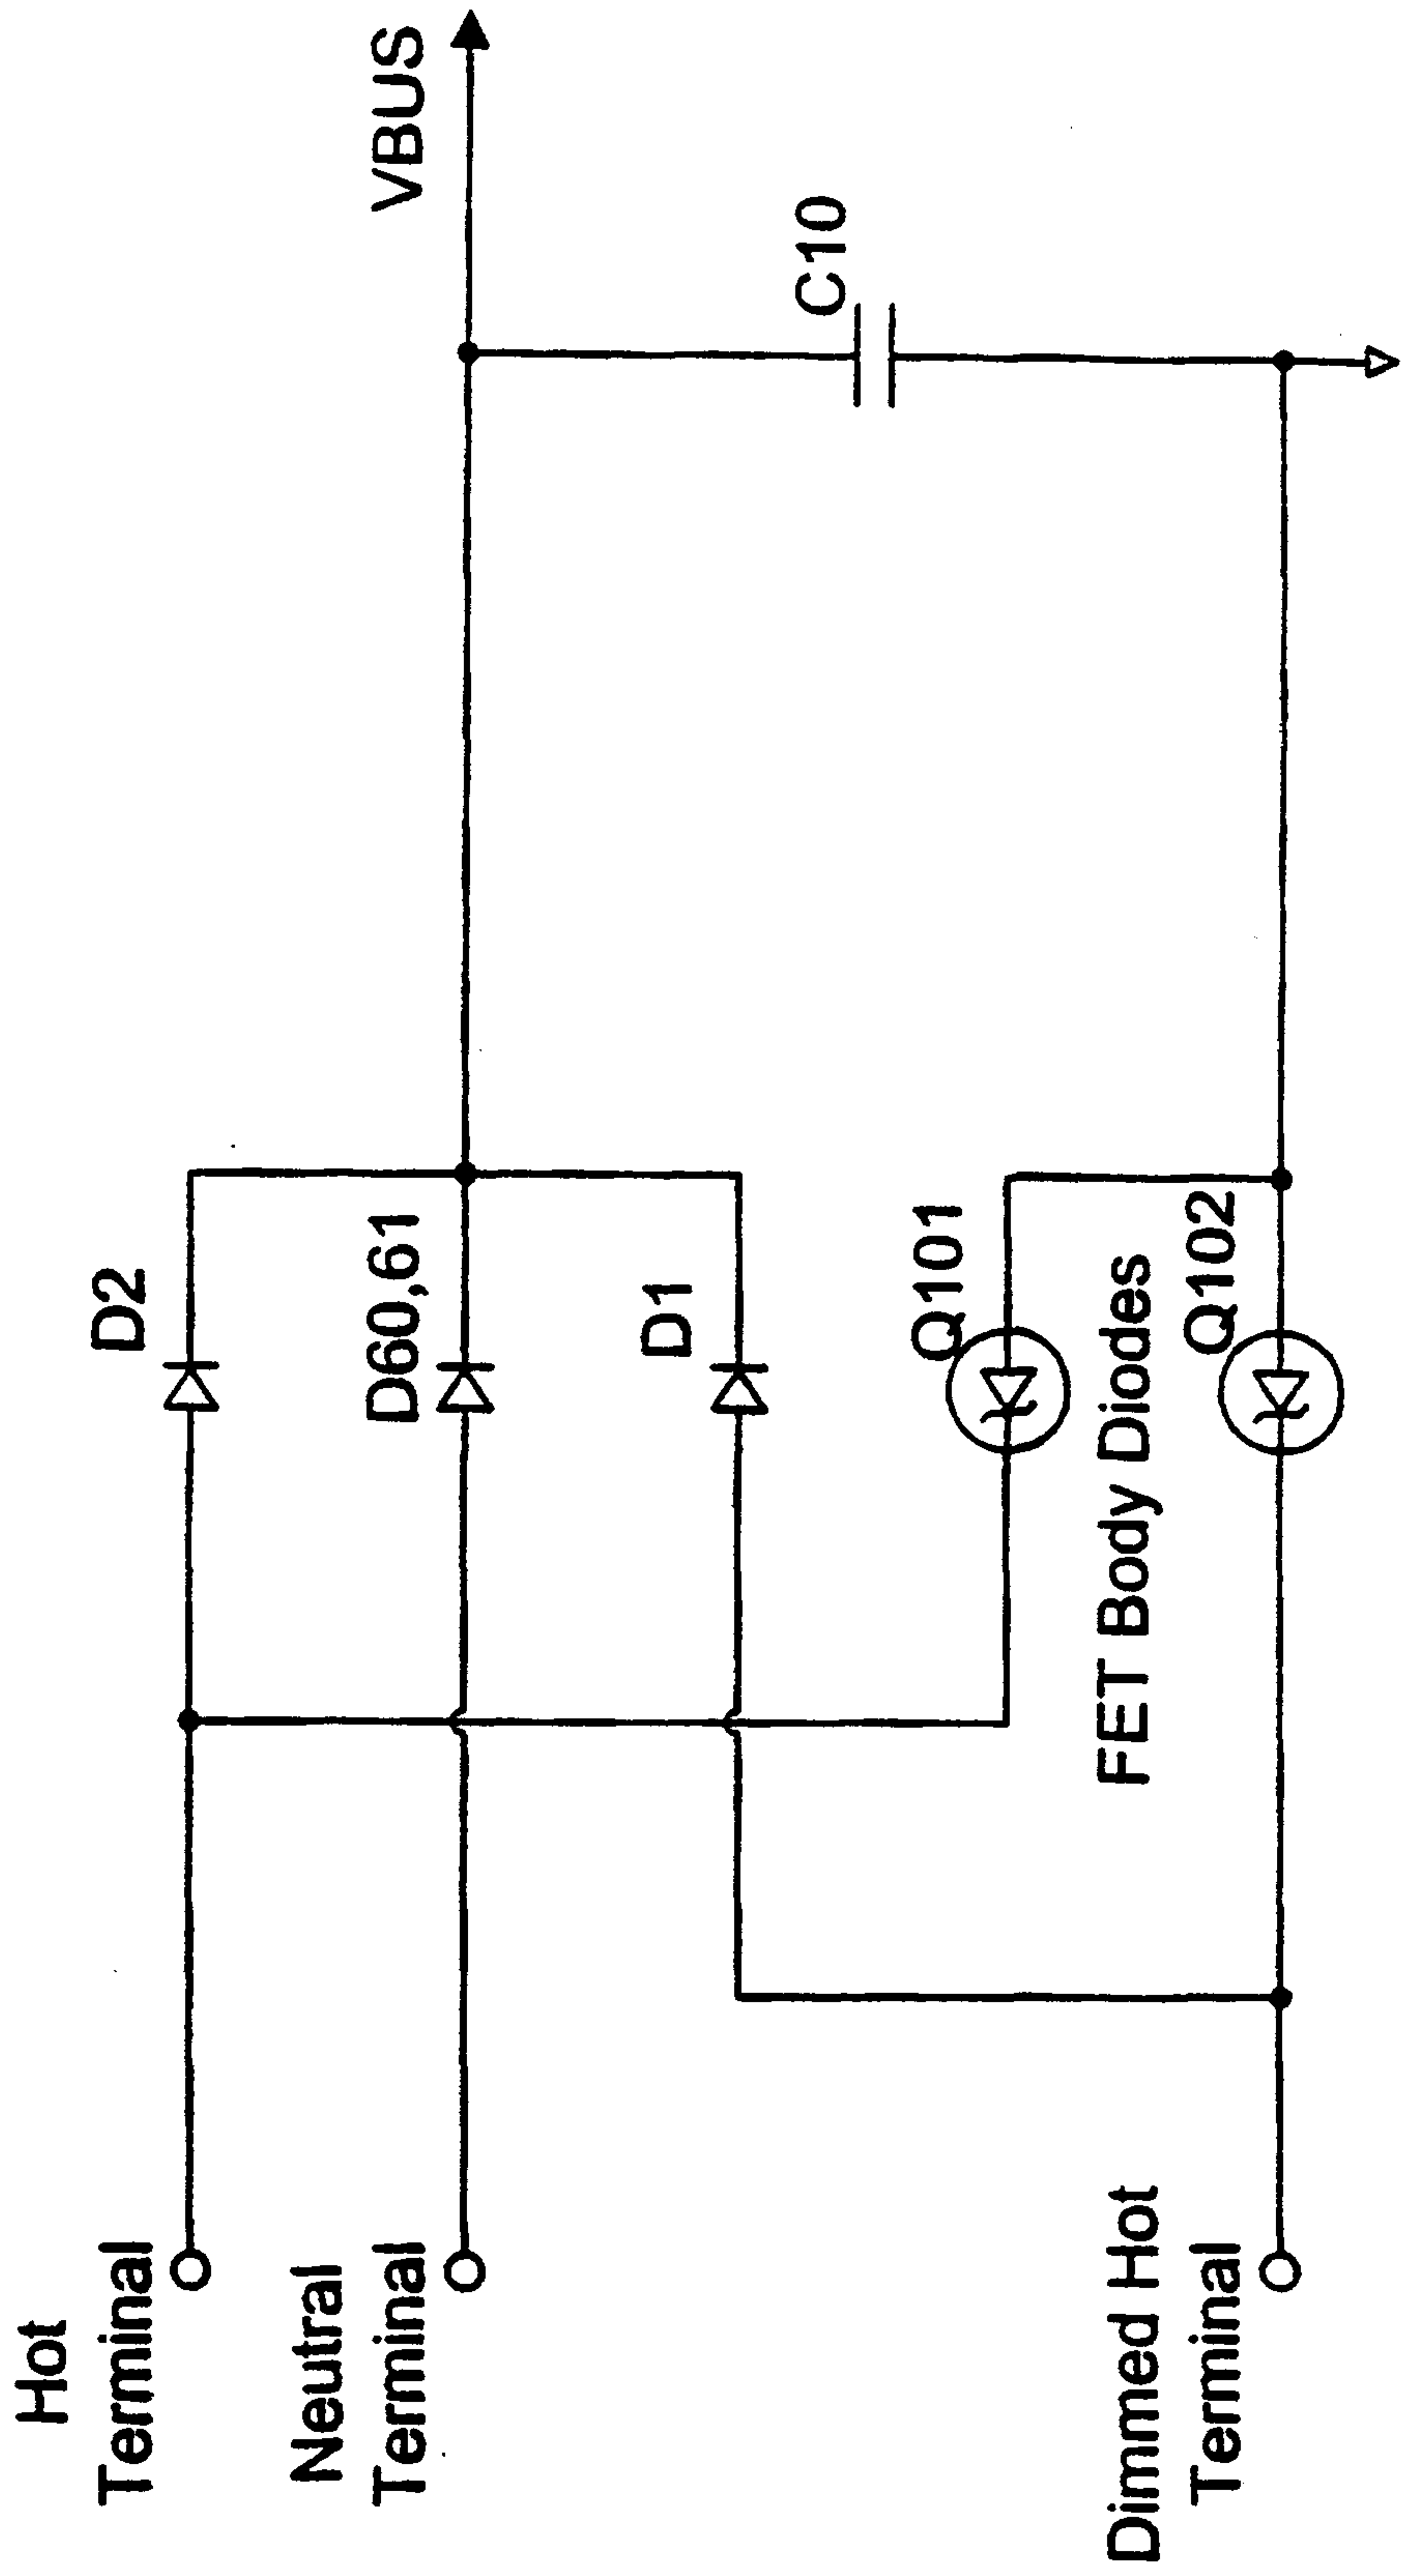 Hot
Terminal
Neutral
Terminal
Dimmed Hot
Terminal
D2
D60,61
D1
Q101
FET Body Diodes
Q102
C10
VBUS